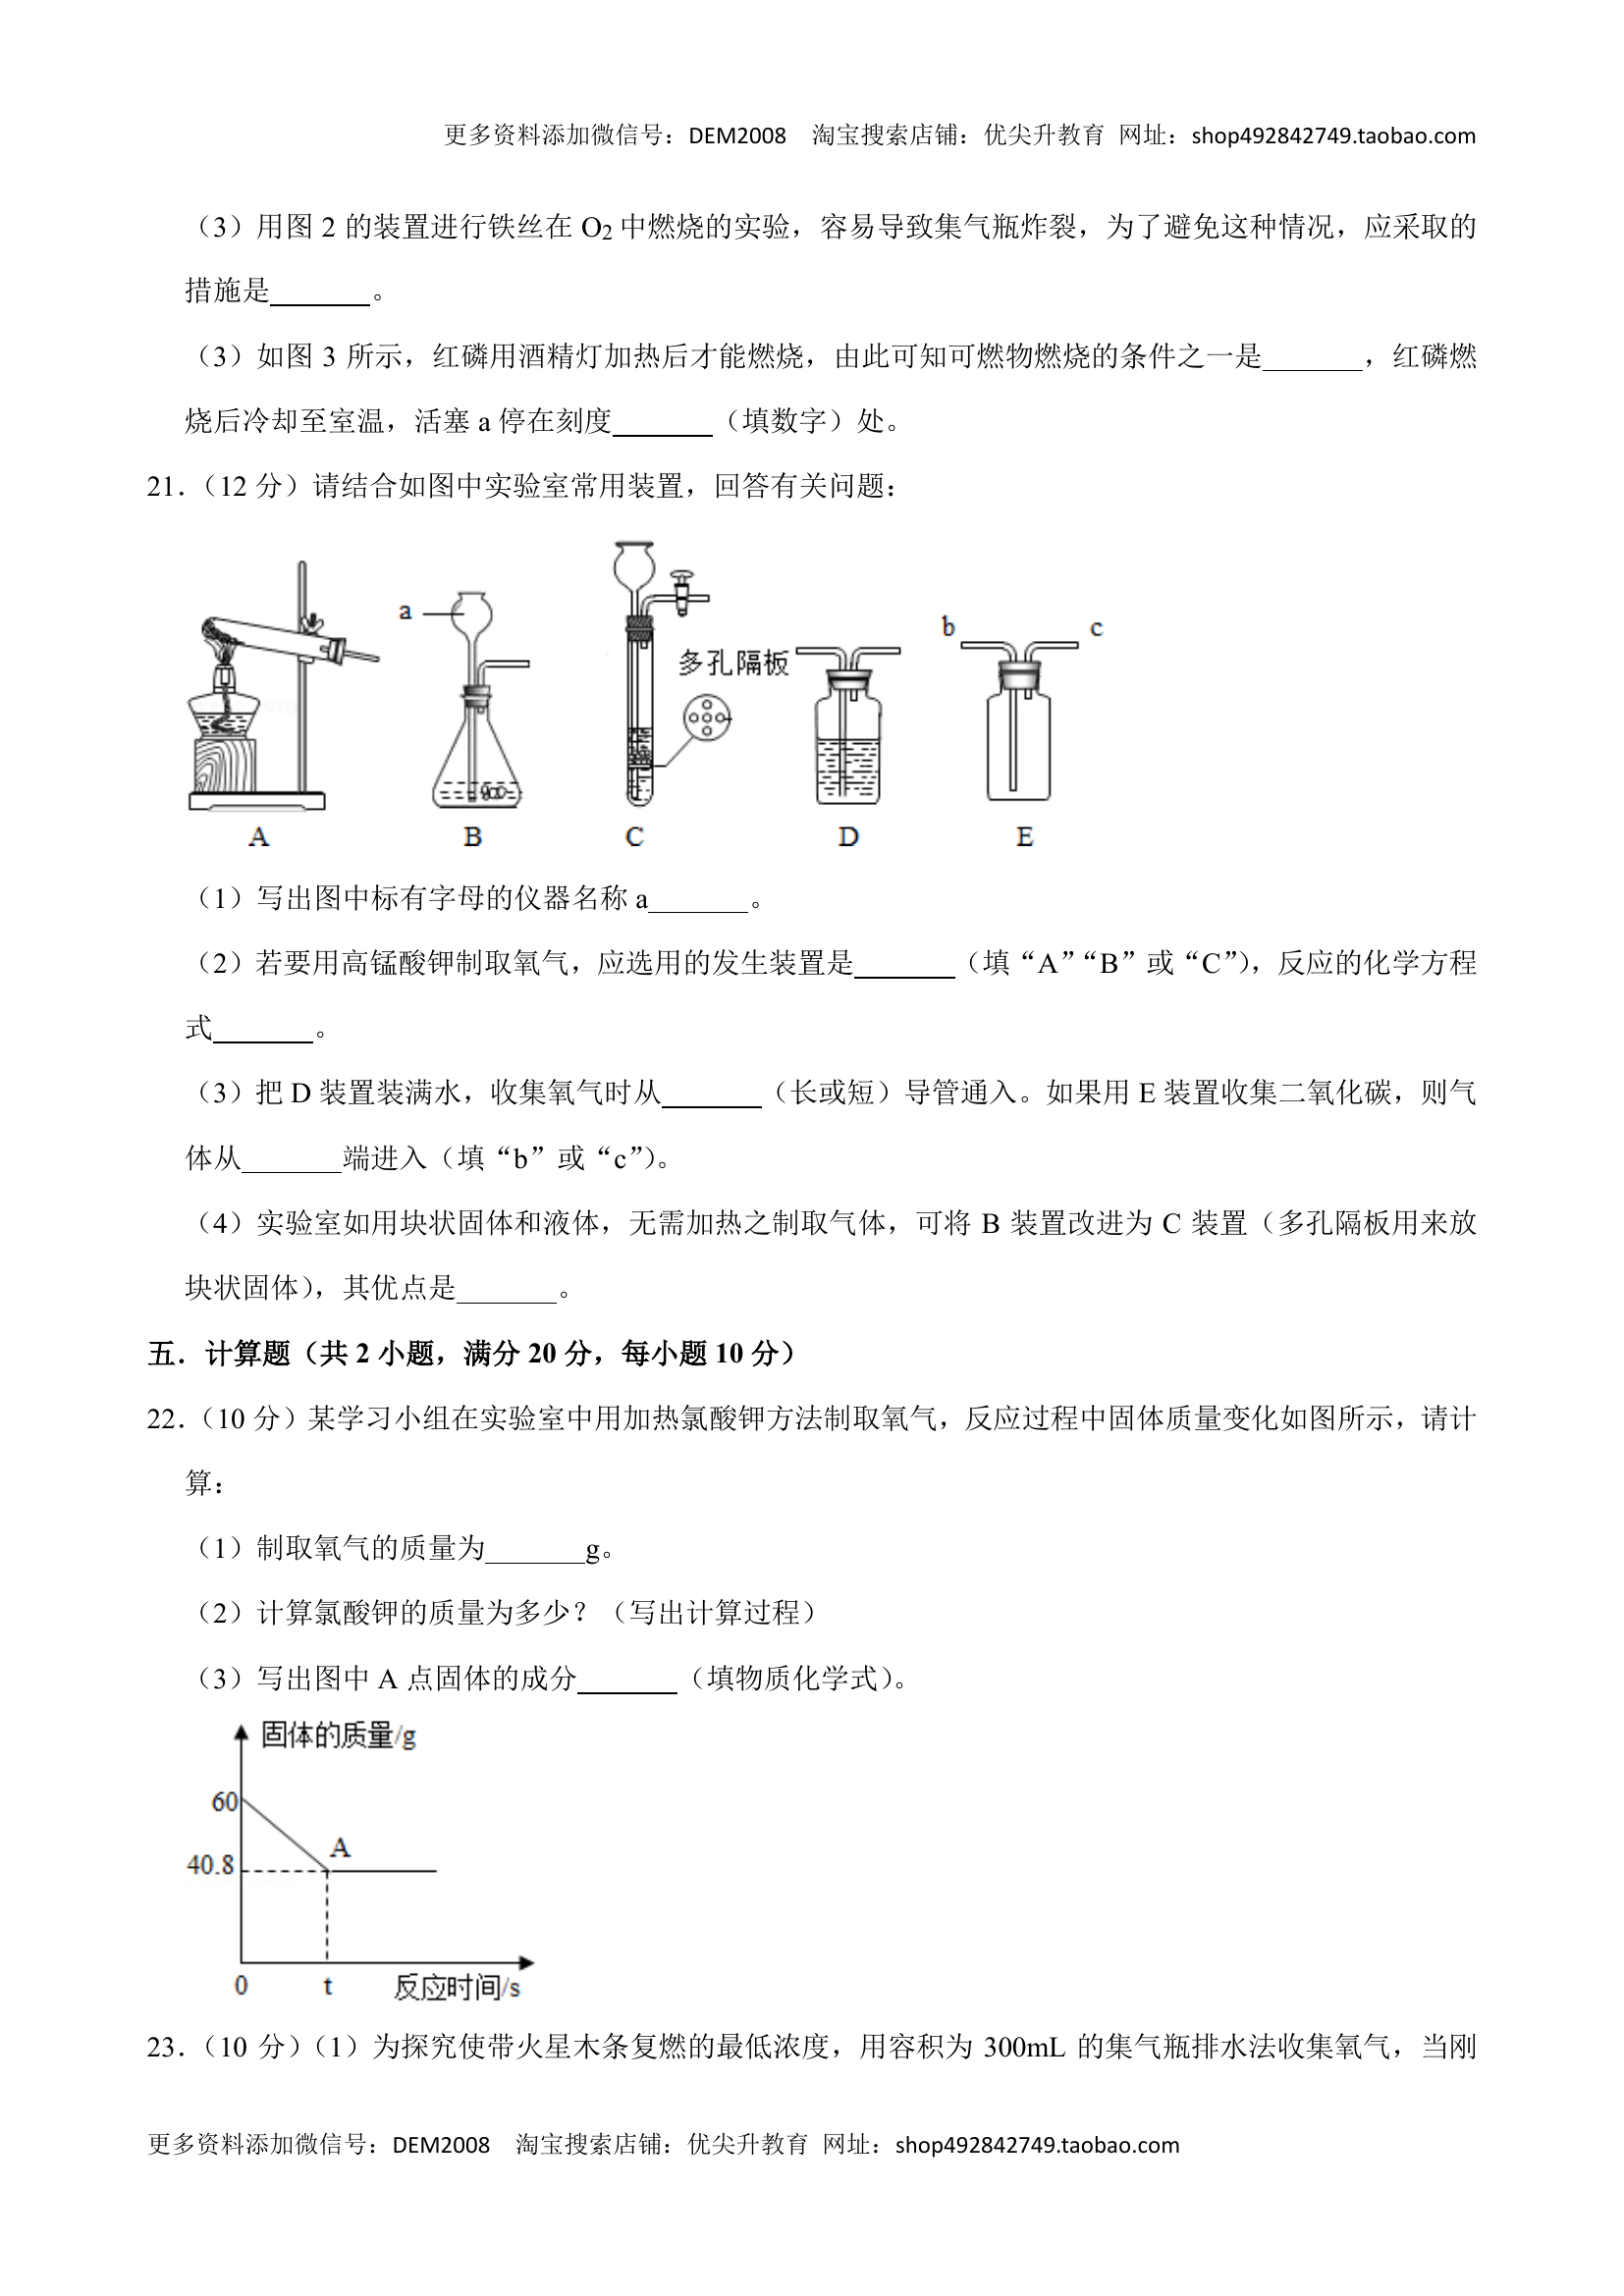 更多资料添加微信号：DEM2008  淘宝搜索店铺：优尖升教育 网址：shop492842749.taobao.com
（3）用图 2 的装置进行铁丝在 O₂ 中燃烧的实验，容易导致集气瓶炸裂，为了避免这种情况，应采取的
措施是_______。
（3）如图 3 所示，红磷用酒精灯加热后才能燃烧，由此可知可燃物燃烧的条件之一是_______，红磷燃
烧后冷却至室温，活塞 a 停在刻度_______（填数字）处。
21．（12 分）请结合如图中实验室常用装置，回答有关问题：
a
多孔隔板
b
c
A B C D E
（1）写出图中标有字母的仪器名称 a_______。
（2）若要用高锰酸钾制取氧气，应选用的发生装置是_______（填“A”“B”或“C”），反应的化学方程
式_______。
（3）把 D 装置装满水，收集氧气时从_______（长或短）导管通入。如果用 E 装置收集二氧化碳，则气
体从_______端进入（填“b”或“c”）。
（4）实验室如用块状固体和液体，无需加热之制取气体，可将 B 装置改进为 C 装置（多孔隔板用来放
块状固体），其优点是_______。
五．计算题（共 2 小题，满分 20 分，每小题 10 分）
22．（10 分）某学习小组在实验室中用加热氯酸钾方法制取氧气，反应过程中固体质量变化如图所示，请计
算：
（1）制取氧气的质量为_______g。
（2）计算氯酸钾的质量为多少？（写出计算过程）
（3）写出图中 A 点固体的成分_______（填物质化学式）。
固体的质量/g
60
A
40.8
0 t 反应时间/s
23．（10 分）（1）为探究使带火星木条复燃的最低浓度，用容积为 300mL 的集气瓶排水法收集氧气，当刚
更多资料添加微信号：DEM2008  淘宝搜索店铺：优尖升教育 网址：shop492842749.taobao.com